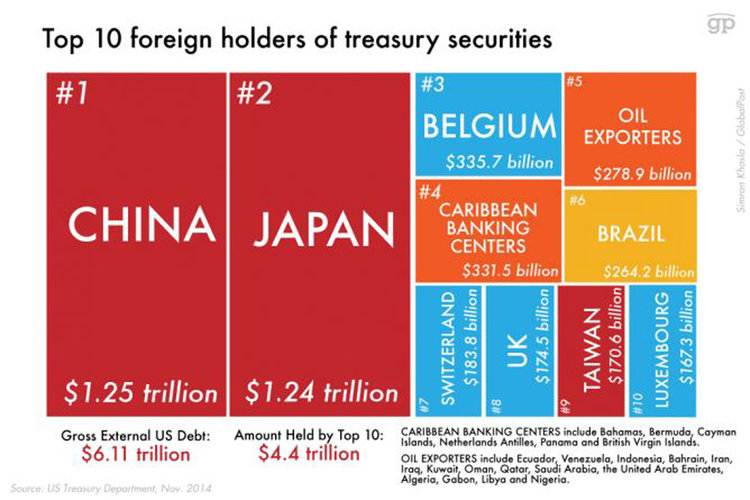 gp
Top 10 foreign holders of treasury securities
#1
CHINA
$1.25 trillion
#2
JAPAN
$1.24 trillion
#3
BELGIUM
$335.7 billion
#4
CARIBBEAN
BANKING
CENTERS
$331.5 billion
#5
OIL
EXPORTERS
$278.9 billion
#6
BRAZIL
$264.2 billion
#7
SWITZERLAND
$183.8 billion
#8
UK
$174.5 billion
#9
TAIWAN
$170.6 billion
#10
LUXEMBOURG
$167.3 billion
Simran Khosla / GlobalPost
Gross External US Debt:
$6.11 trillion
Amount Held by Top 10:
$4.4 trillion
CARIBBEAN BANKING CENTERS include Bahamas, Bermuda, Cayman
Islands, Netherlands Antilles, Panama and British Virgin Islands.
OIL EXPORTERS include Ecuador, Venezuela, Indonesia, Bahrain, Iran,
Iraq, Kuwait, Oman, Qatar, Saudi Arabia, the United Arab Emirates,
Algeria, Gabon, Libya and Nigeria.
Source: US Treasury Department, Nov. 2014